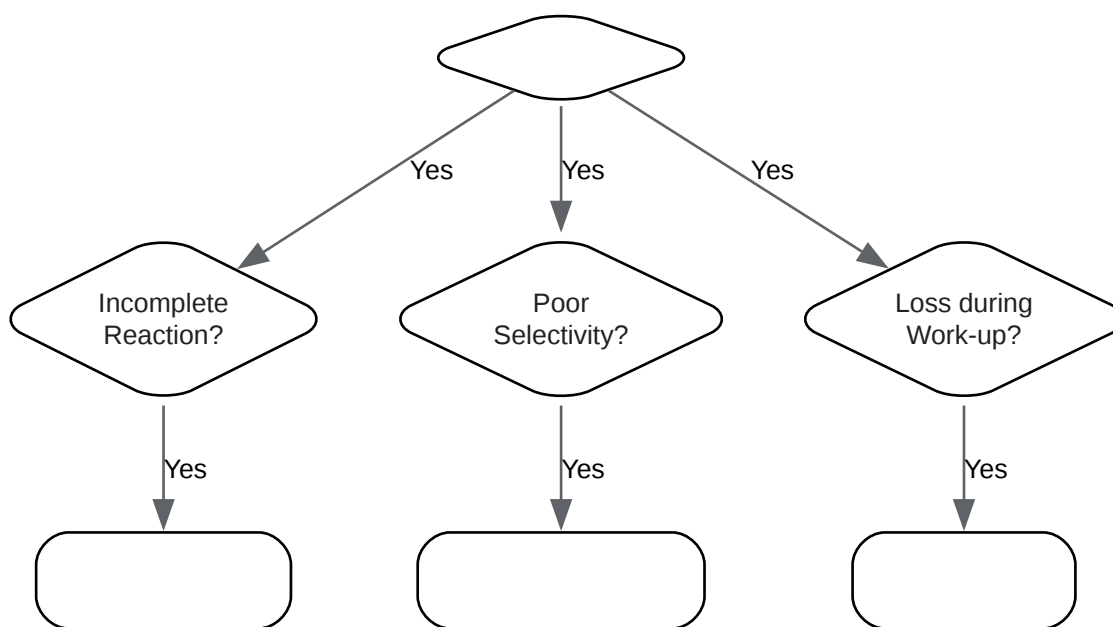 Yes
Yes
Yes
Incomplete
Reaction?
Poor
Selectivity?
Loss during
Work-up?
Yes
Yes
Yes